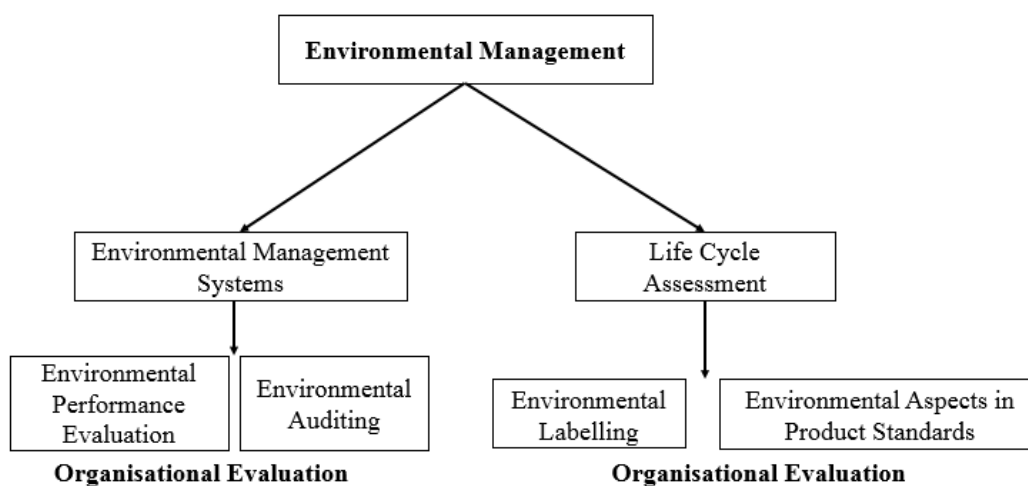 Environmental Management
Environmental Management
Systems
Life Cycle
Assessment
Environmental
Performance
Evaluation
Environmental
Auditing
Environmental
Labelling
Environmental Aspects in
Product Standards
Organisational Evaluation
Organisational Evaluation